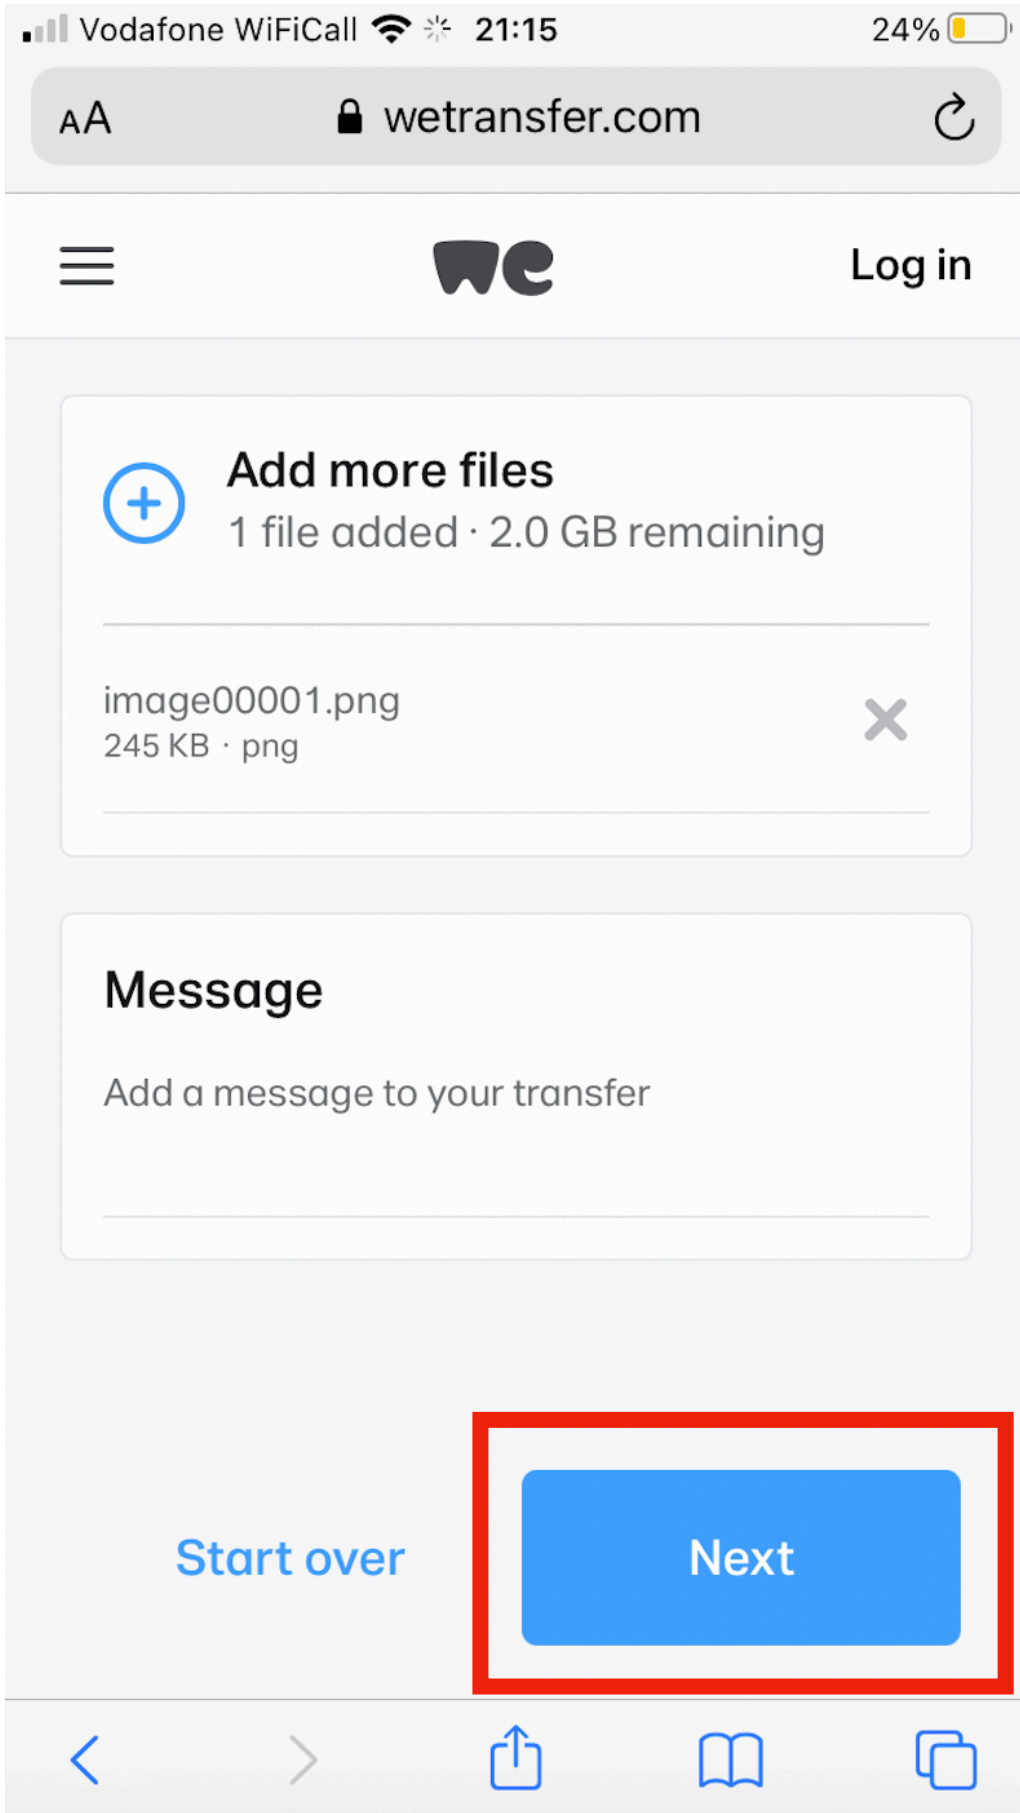 Vodafone WiFiCall 21:15 24%
AA wetransfer.com
we Log in
Add more files
1 file added · 2.0 GB remaining
image00001.png
245 KB · png
Message
Add a message to your transfer
Start over Next